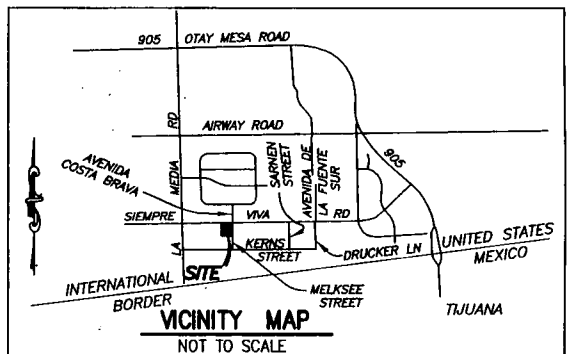 905 OTAY MESA ROAD
RD
AIRWAY ROAD
905
AVENIDA
COSTA BRAVA
MEDIA
SARNEN
STREET
AVENIDA DE
LA FUENTE
SUR
SIEMPRE VIVA RD
LA
KERNS
STREET
DRUCKER LN
UNITED STATES
MEXICO
SITE
MELKSEE
STREET
INTERNATIONAL
BORDER
TIJUANA
VICINITY MAP
NOT TO SCALE